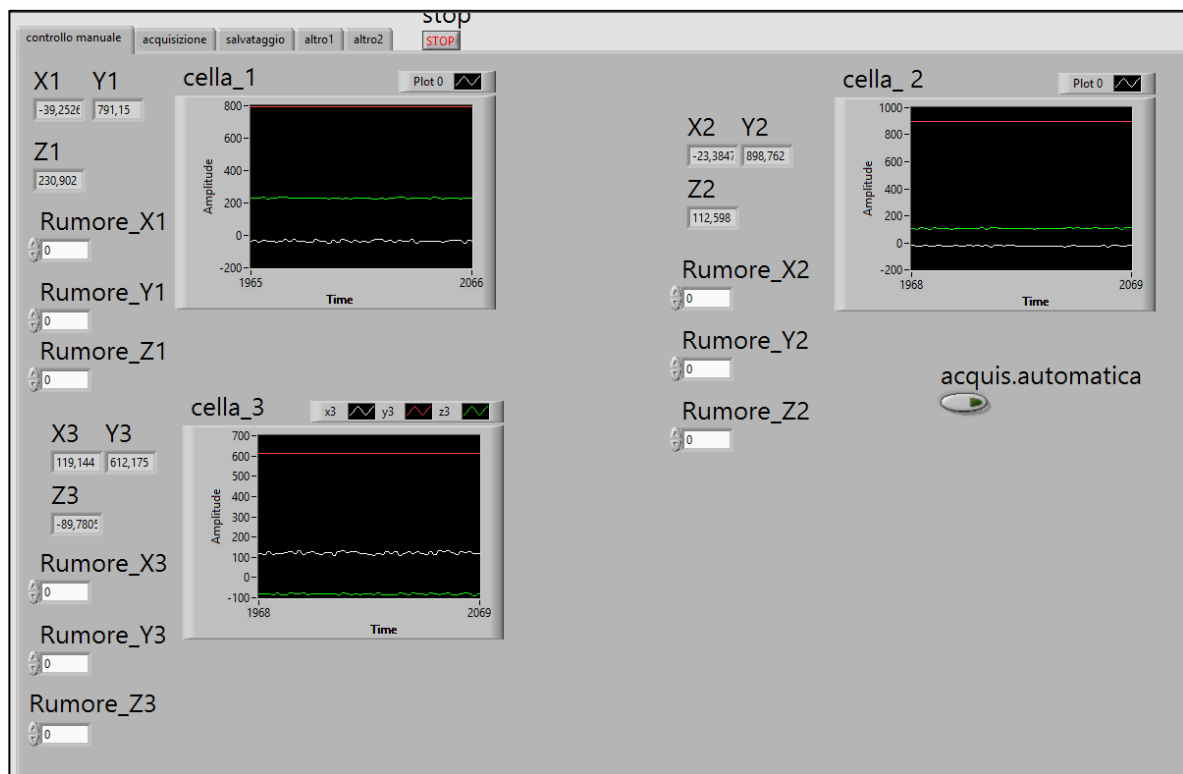 stop
controllo manuale acquisizione salvataggio altro1 altro2 STOP
X1 Y1
-39,2526 791,15
Z1
230,902
Rumore_X1
0
Rumore_Y1
0
Rumore_Z1
0
cella_1 Plot 0
800
600
400
200
0
-200
Amplitude
1965 2066
Time
X2 Y2
-23,3847 898,762
Z2
112,598
Rumore_X2
0
Rumore_Y2
0
Rumore_Z2
0
cella_ 2 Plot 0
1000
800
600
400
200
0
-200
Amplitude
1968 2069
Time
acquis.automatica
X3 Y3
119,144 612,175
Z3
-89,7805
Rumore_X3
0
Rumore_Y3
0
Rumore_Z3
0
cella_3 x3 y3 z3
700
600
500
400
300
200
100
0
-100
Amplitude
1968 2069
Time